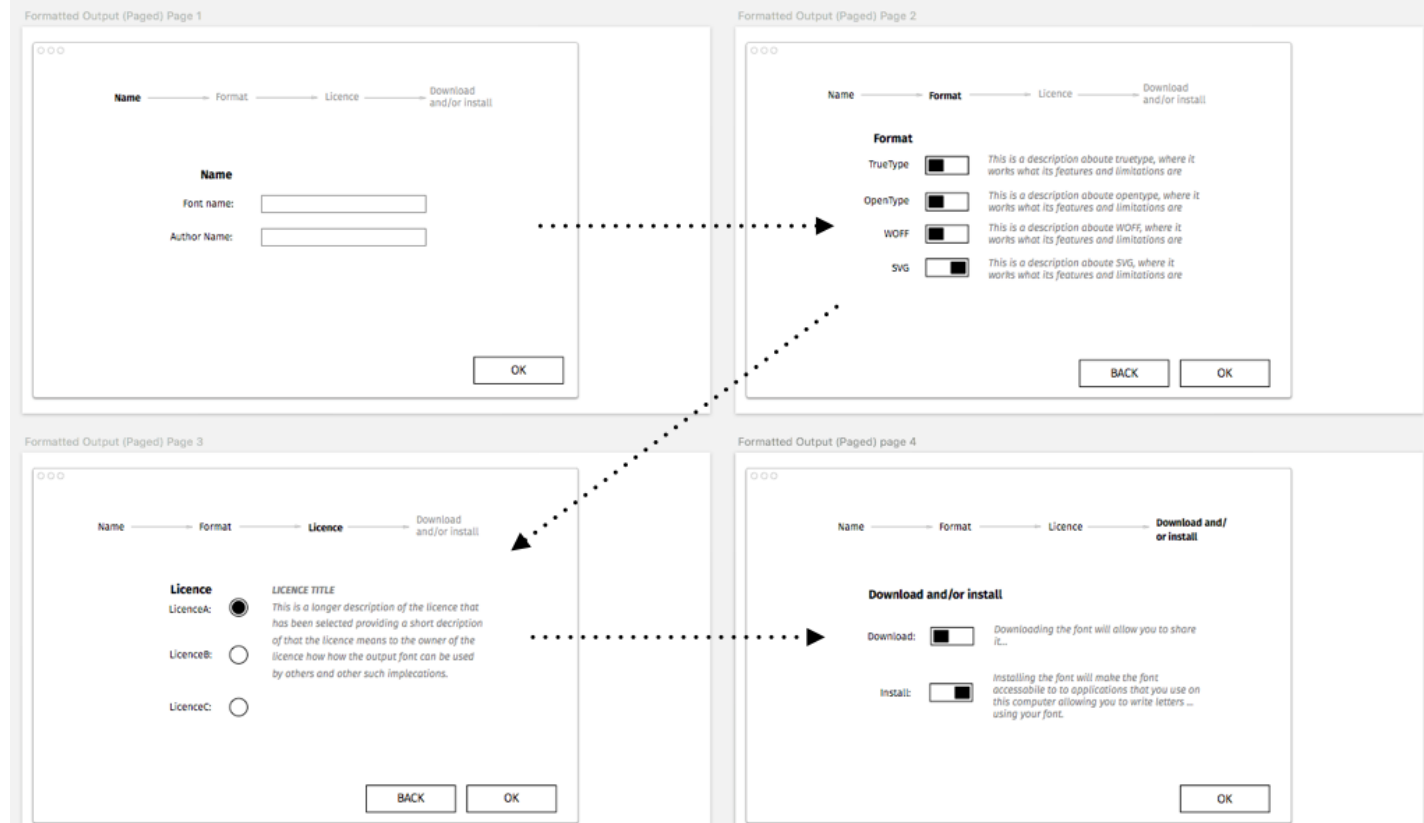 Formatted Output (Paged) Page 1
Name
Format
Licence
Download
and/or install
Name
Font name:
Author Name:
OK
Formatted Output (Paged) Page 2
Name
Format
Licence
Download
and/or install
Format
TrueType
This is a description aboute truetype, where it
works what its features and limitations are
OpenType
This is a description aboute opentype, where it
works what its features and limitations are
WOFF
This is a description aboute WOFF, where it
works what its features and limitations are
SVG
This is a description aboute SVG, where it
works what its features and limitations are
BACK
OK
Formatted Output (Paged) Page 3
Name
Format
Licence
Download
and/or install
Licence
LicenceA:
LicenceB:
LicenceC:
LICENCE TITLE
This is a longer description of the licence that
has been selected providing a short decription
of that the licence means to the owner of the
licence how how the output font can be used
by others and other such implecations.
BACK
OK
Formatted Output (Paged) page 4
Name
Format
Licence
Download and/
or install
Download and/or install
Download:
Downloading the font will allow you to share
it...
Install:
Installing the font will make the font
accessabile to to applications that you use on
this computer allowing you to write letters ...
using your font.
OK